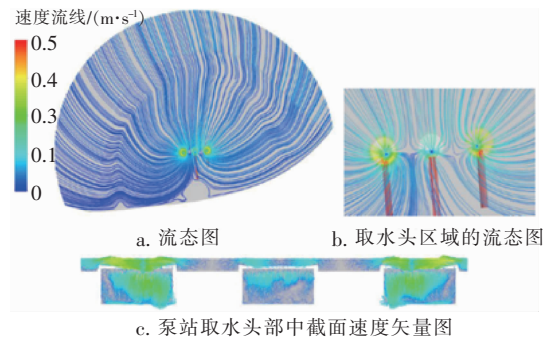 速度流线/(m·s⁻¹)
0.5
0.4
0.3
0.1
0
a. 流态图
b. 取水头区域的流态图
c. 泵站取水头部中截面速度矢量图